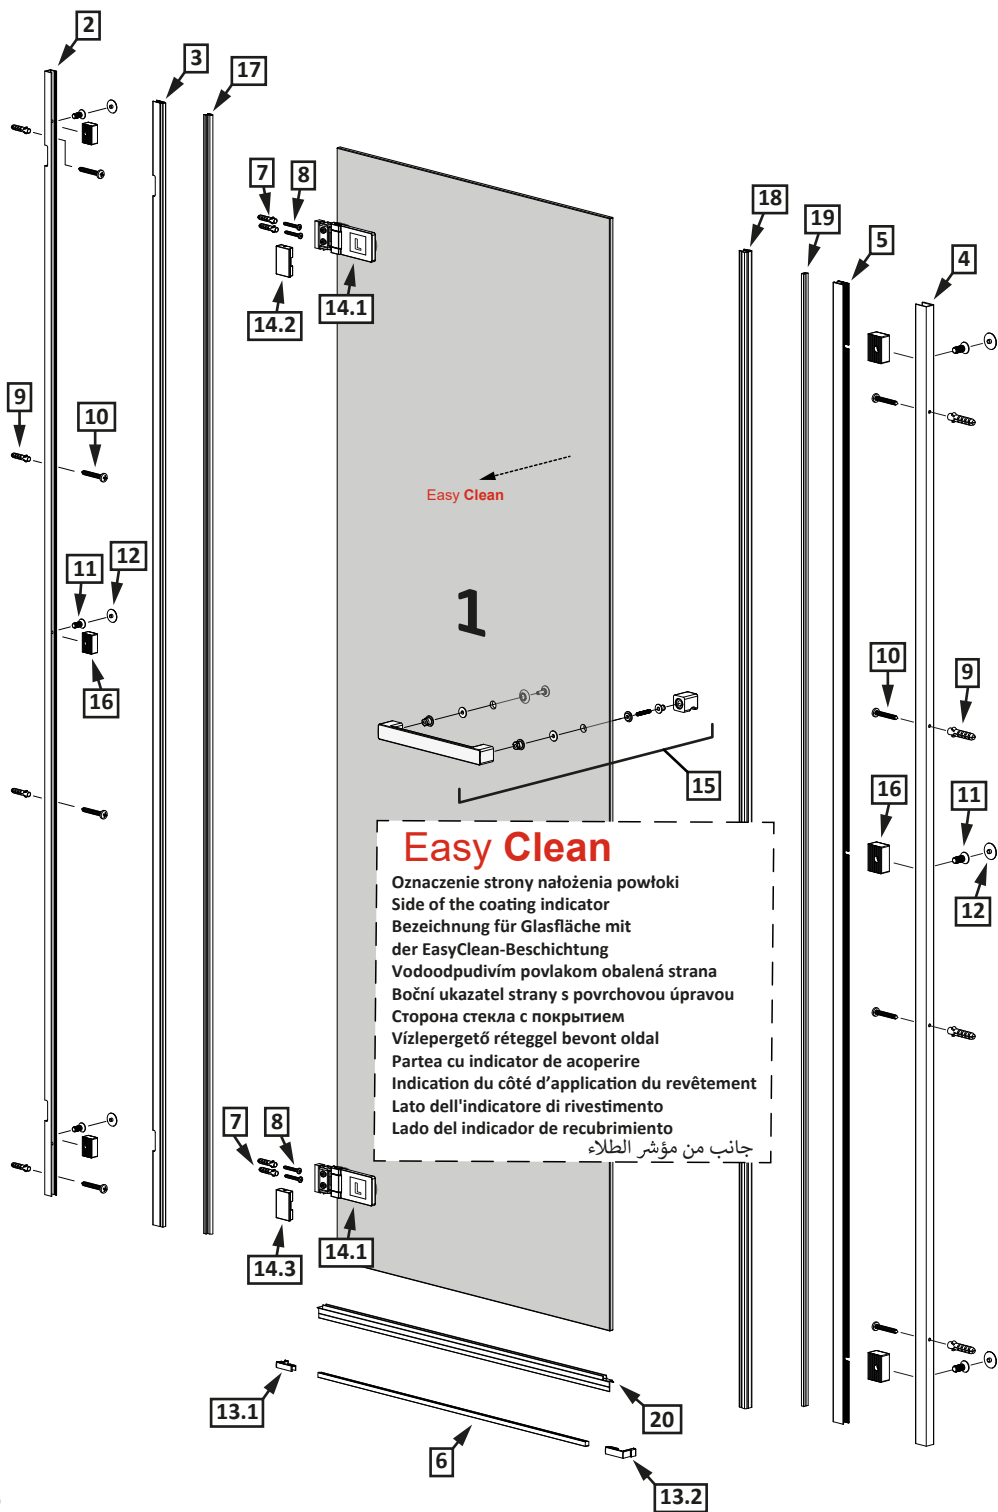 2
3
17
7
8
18
19
5
4
L
14.2
14.1
9
10
Easy Clean
1
11
12
16
10
9
15
16
11
12
Easy Clean
Oznaczenie strony nałożenia powłoki
Side of the coating indicator
Bezeichnung für Glasfläche mit
der EasyClean-Beschichtung
Vodoodpudivím povlakom obalená strana
Boční ukazatel strany s povrchovou úpravou
Сторона стекла с покрытием
Vízlepergető réteggel bevont oldal
Partea cu indicator de acoperire
Indication du côté d'application du revêtement
Lato dell'indicatore di rivestimento
Lado del indicador de recubrimiento
جانب من مؤشر الطلاء
7
8
L
14.3
14.1
13.1
20
6
13.2